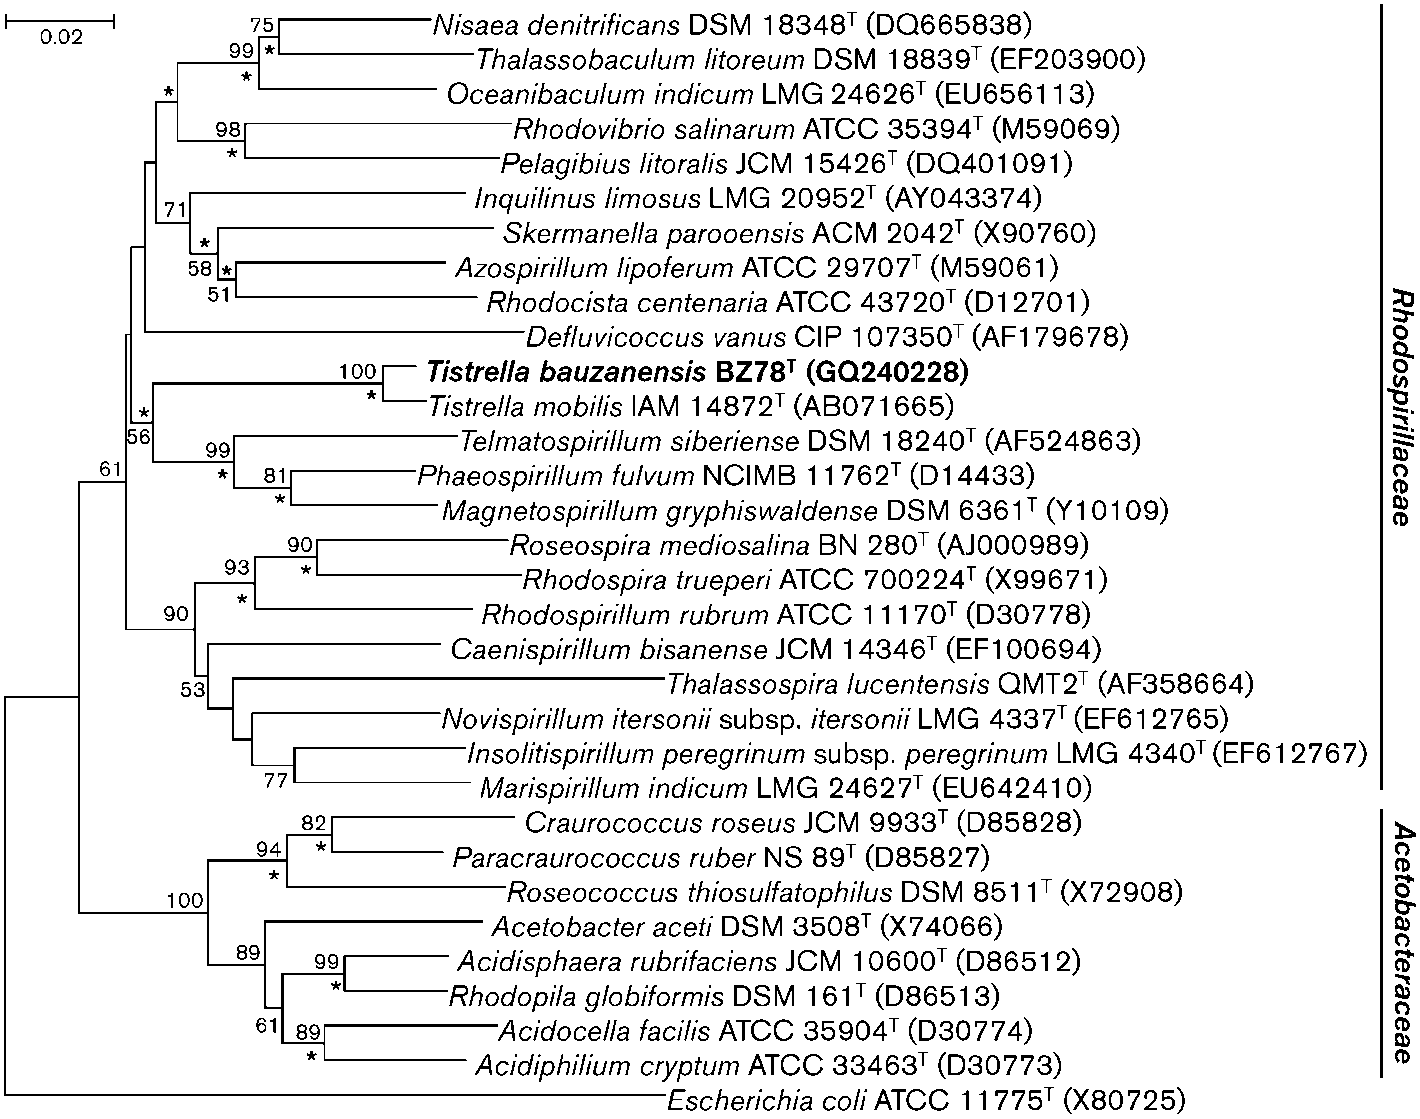 0.02
75
Nisaea denitrificans DSM 18348ᵀ (DQ665838)
99
*
Thalassobaculum litoreum DSM 18839ᵀ (EF203900)
*
*
Oceanibaculum indicum LMG 24626ᵀ (EU656113)
98
Rhodovibrio salinarum ATCC 35394ᵀ (M59069)
*
Pelagibius litoralis JCM 15426ᵀ (DQ401091)
71
Inquilinus limosus LMG 20952ᵀ (AY043374)
*
Skermanella parooensis ACM 2042ᵀ (X90760)
58
*
Azospirillum lipoferum ATCC 29707ᵀ (M59061)
51
Rhodocista centenaria ATCC 43720ᵀ (D12701)
Defluvicoccus vanus CIP 107350ᵀ (AF179678)
100
Tistrella bauzanensis BZ78ᵀ (GQ240228)
*
Tistrella mobilis IAM 14872ᵀ (AB071665)
*
56
Telmatospirillum siberiense DSM 18240ᵀ (AF524863)
99
*
61
81
Phaeospirillum fulvum NCIMB 11762ᵀ (D14433)
*
Magnetospirillum gryphiswaldense DSM 6361ᵀ (Y10109)
90
Roseospira mediosalina BN 280ᵀ (AJ000989)
93
*
Rhodospira trueperi ATCC 700224ᵀ (X99671)
*
90
Rhodospirillum rubrum ATCC 11170ᵀ (D30778)
Caenispirillum bisanense JCM 14346ᵀ (EF100694)
53
Thalassospira lucentensis QMT2ᵀ (AF358664)
Novispirillum itersonii subsp. itersonii LMG 4337ᵀ (EF612765)
Insolitispirillum peregrinum subsp. peregrinum LMG 4340ᵀ (EF612767)
77
Marispirillum indicum LMG 24627ᵀ (EU642410)
Rhodospirillaceae
82
Craurococcus roseus JCM 9933ᵀ (D85828)
94
*
Paracraurococcus ruber NS 89ᵀ (D85827)
*
100
Roseococcus thiosulfatophilus DSM 8511ᵀ (X72908)
Acetobacter aceti DSM 3508ᵀ (X74066)
89
99
Acidisphaera rubrifaciens JCM 10600ᵀ (D86512)
*
Rhodopila globiformis DSM 161ᵀ (D86513)
61
89
Acidocella facilis ATCC 35904ᵀ (D30774)
*
Acidiphilium cryptum ATCC 33463ᵀ (D30773)
Acetobacteraceae
Escherichia coli ATCC 11775ᵀ (X80725)